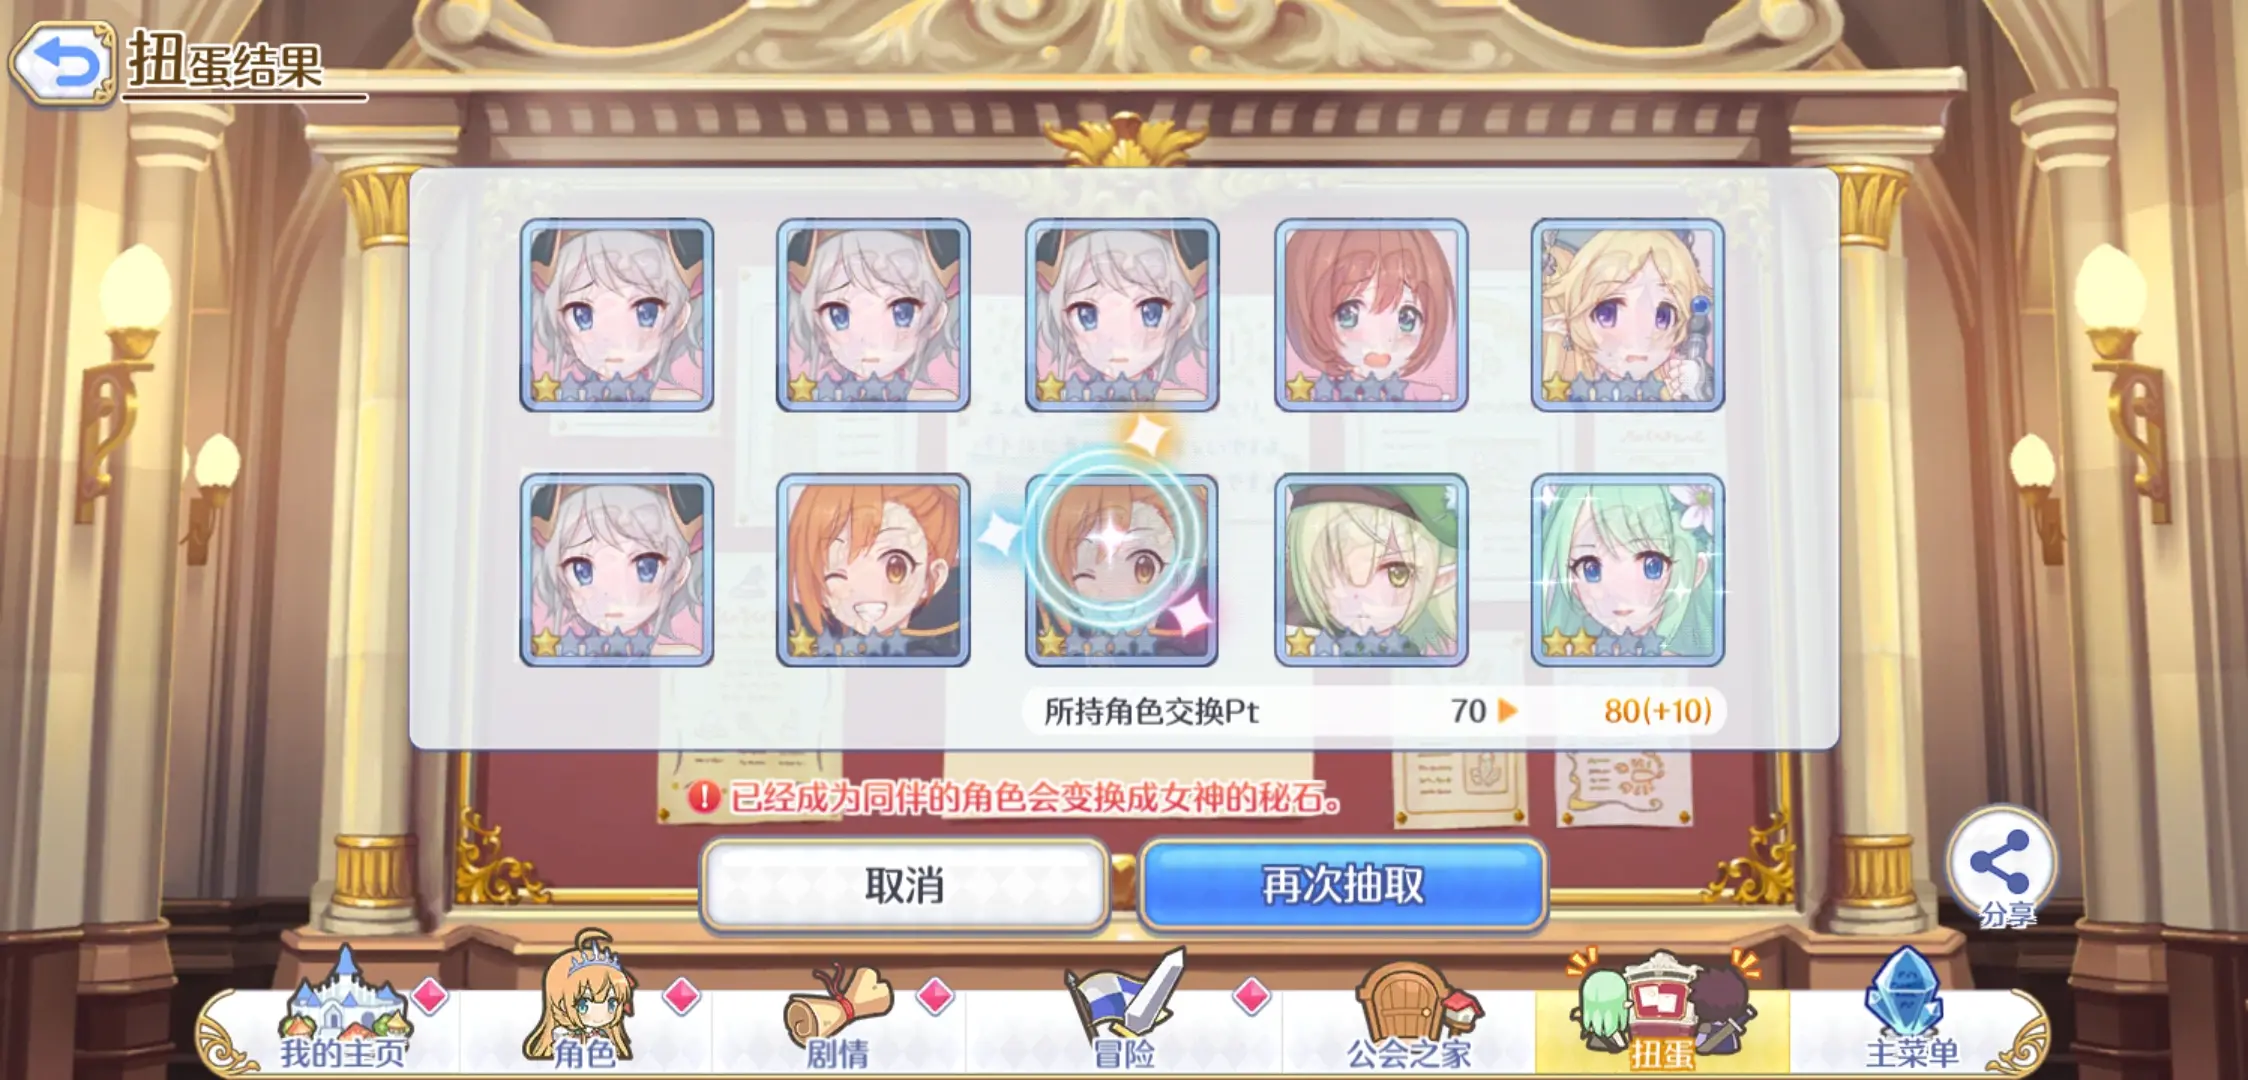 扭蛋结果
所持角色交换Pt 70 80(+10)
已经成为同伴的角色会变换成女神的秘石。
取消 再次抽取
分享
我的主页 角色 剧情 冒险 公会之家 扭蛋 主菜单